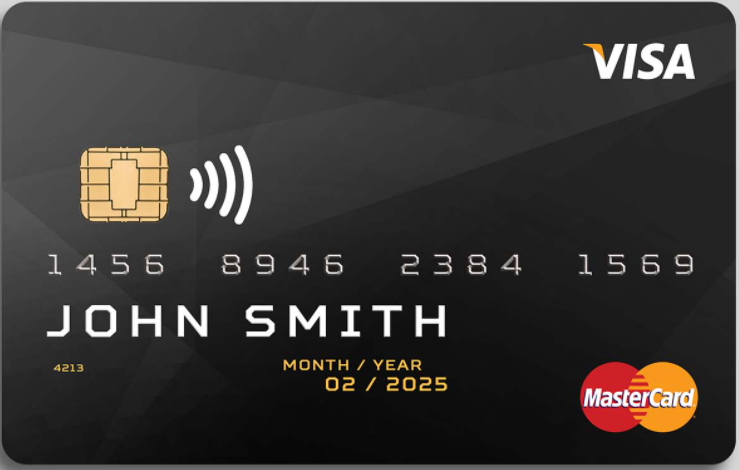 VISA
1456 8946 2384 1569
JOHN SMITH
4213
MONTH / YEAR
02 / 2025
MasterCard